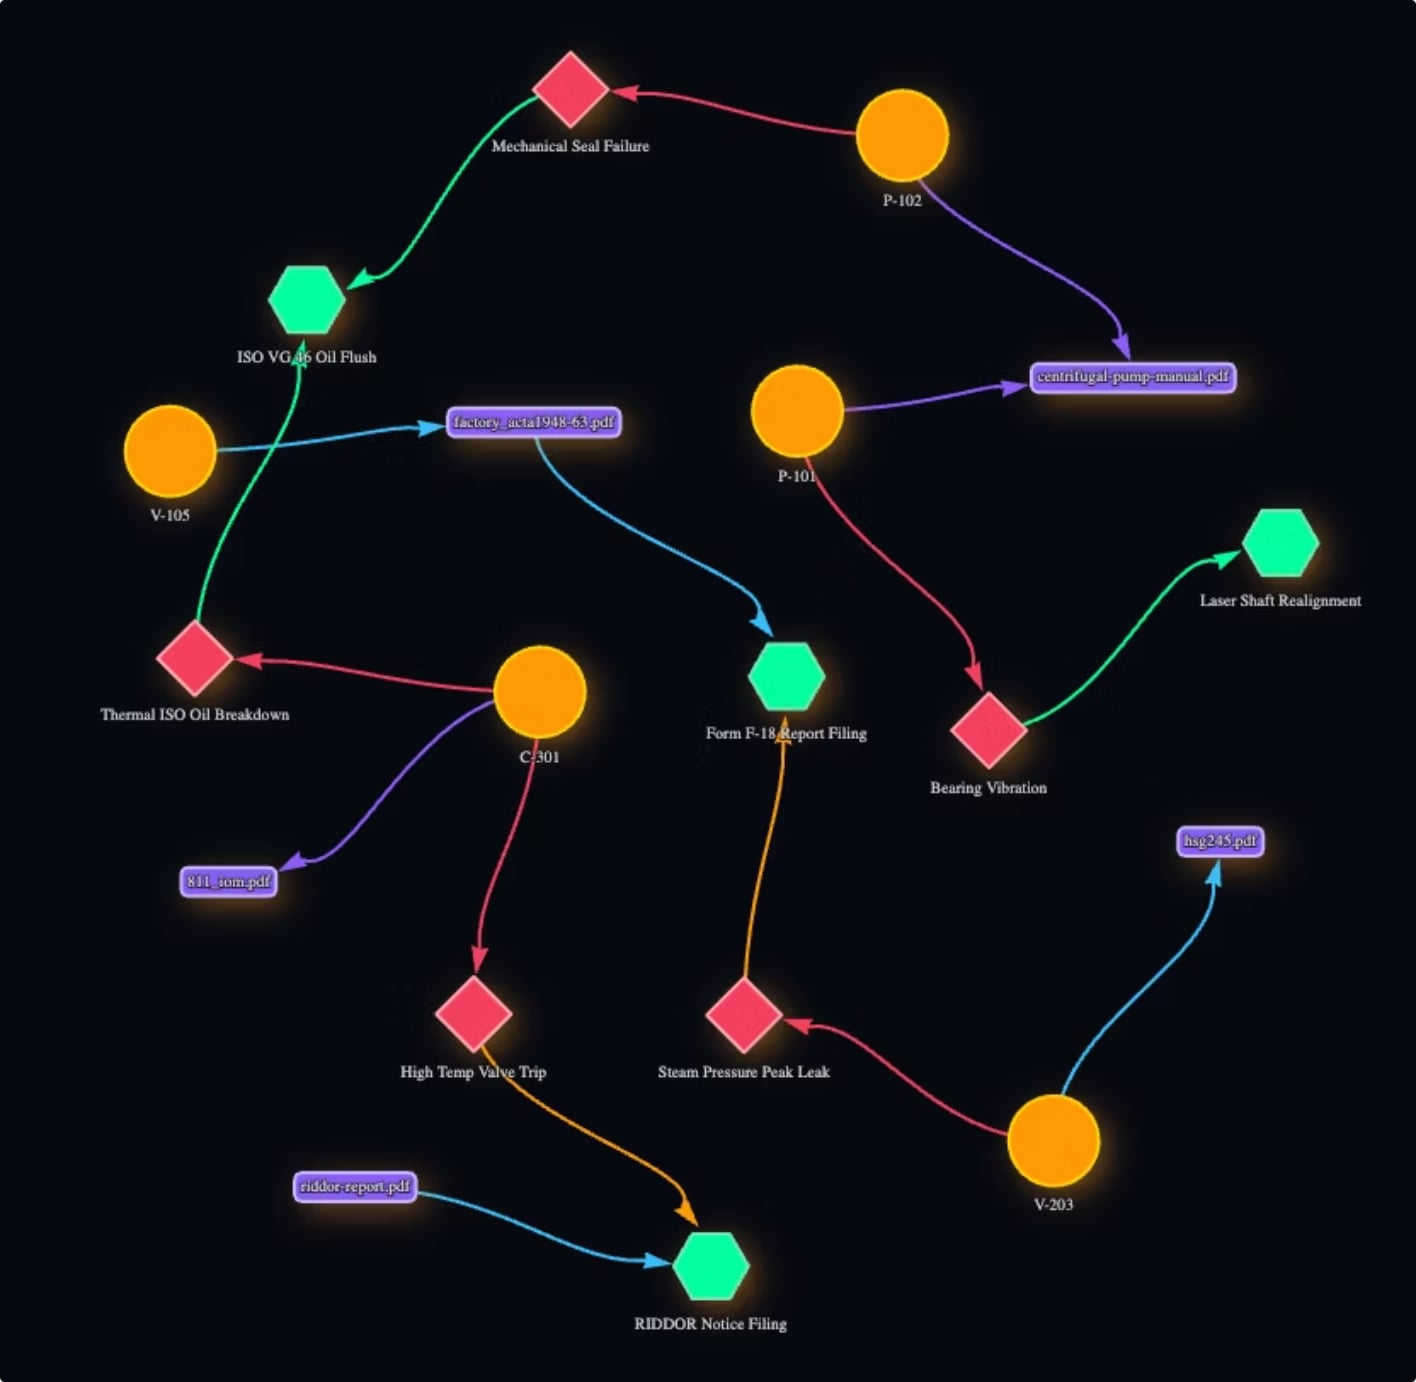 Mechanical Seal Failure
P-102
ISO VG 46 Oil Flush
centrifugal-pump-manual.pdf
factory_acta1948-63.pdf
P-101
V-105
Laser Shaft Realignment
Thermal ISO Oil Breakdown
C-301
Form F-18 Report Filing
Bearing Vibration
hsg245.pdf
811_iom.pdf
High Temp Valve Trip
Steam Pressure Peak Leak
riddor-report.pdf
V-203
RIDDOR Notice Filing